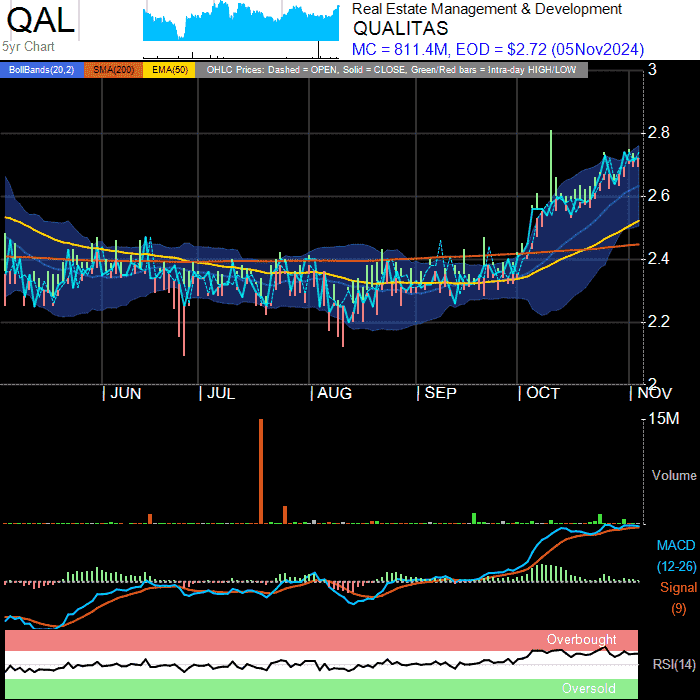 QAL
5yr Chart
Real Estate Management & Development
QUALITAS
MC = 811.4M, EOD = $2.72 (05Nov2024)
BollBands(20,2) SMA(200) EMA(50) OHLC Prices: Dashed = OPEN, Solid = CLOSE, Green/Red bars = Intra-day HIGH/LOW
3
2.8
2.6
2.4
2.2
2
| JUN | JUL | AUG | SEP | OCT | NOV
15M
Volume
MACD
(12-26)
Signal
(9)
Overbought
RSI(14)
Oversold